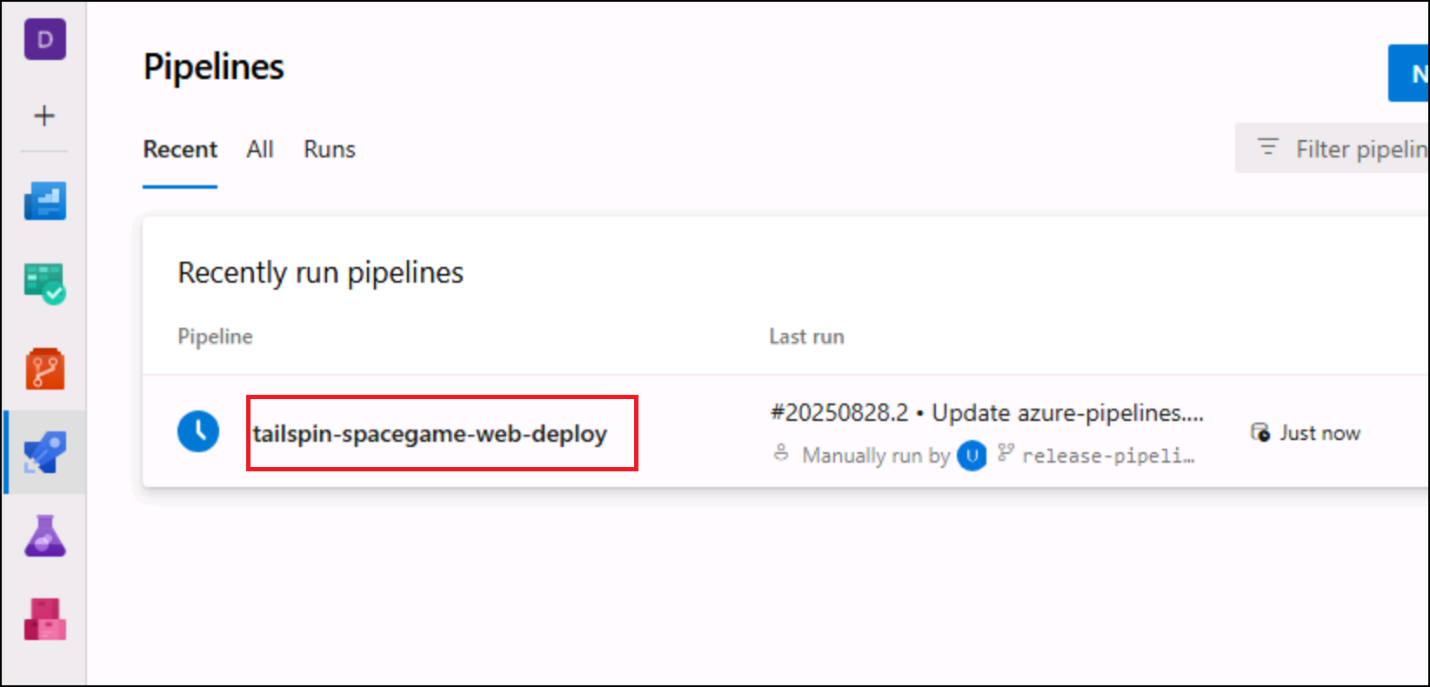 D
Pipelines
N
Recent All Runs
Filter pipelin
Recently run pipelines
Pipeline Last run
tailspin-spacegame-web-deploy
#20250828.2 • Update azure-pipelines....
Just now
Manually run by U release-pipeli…